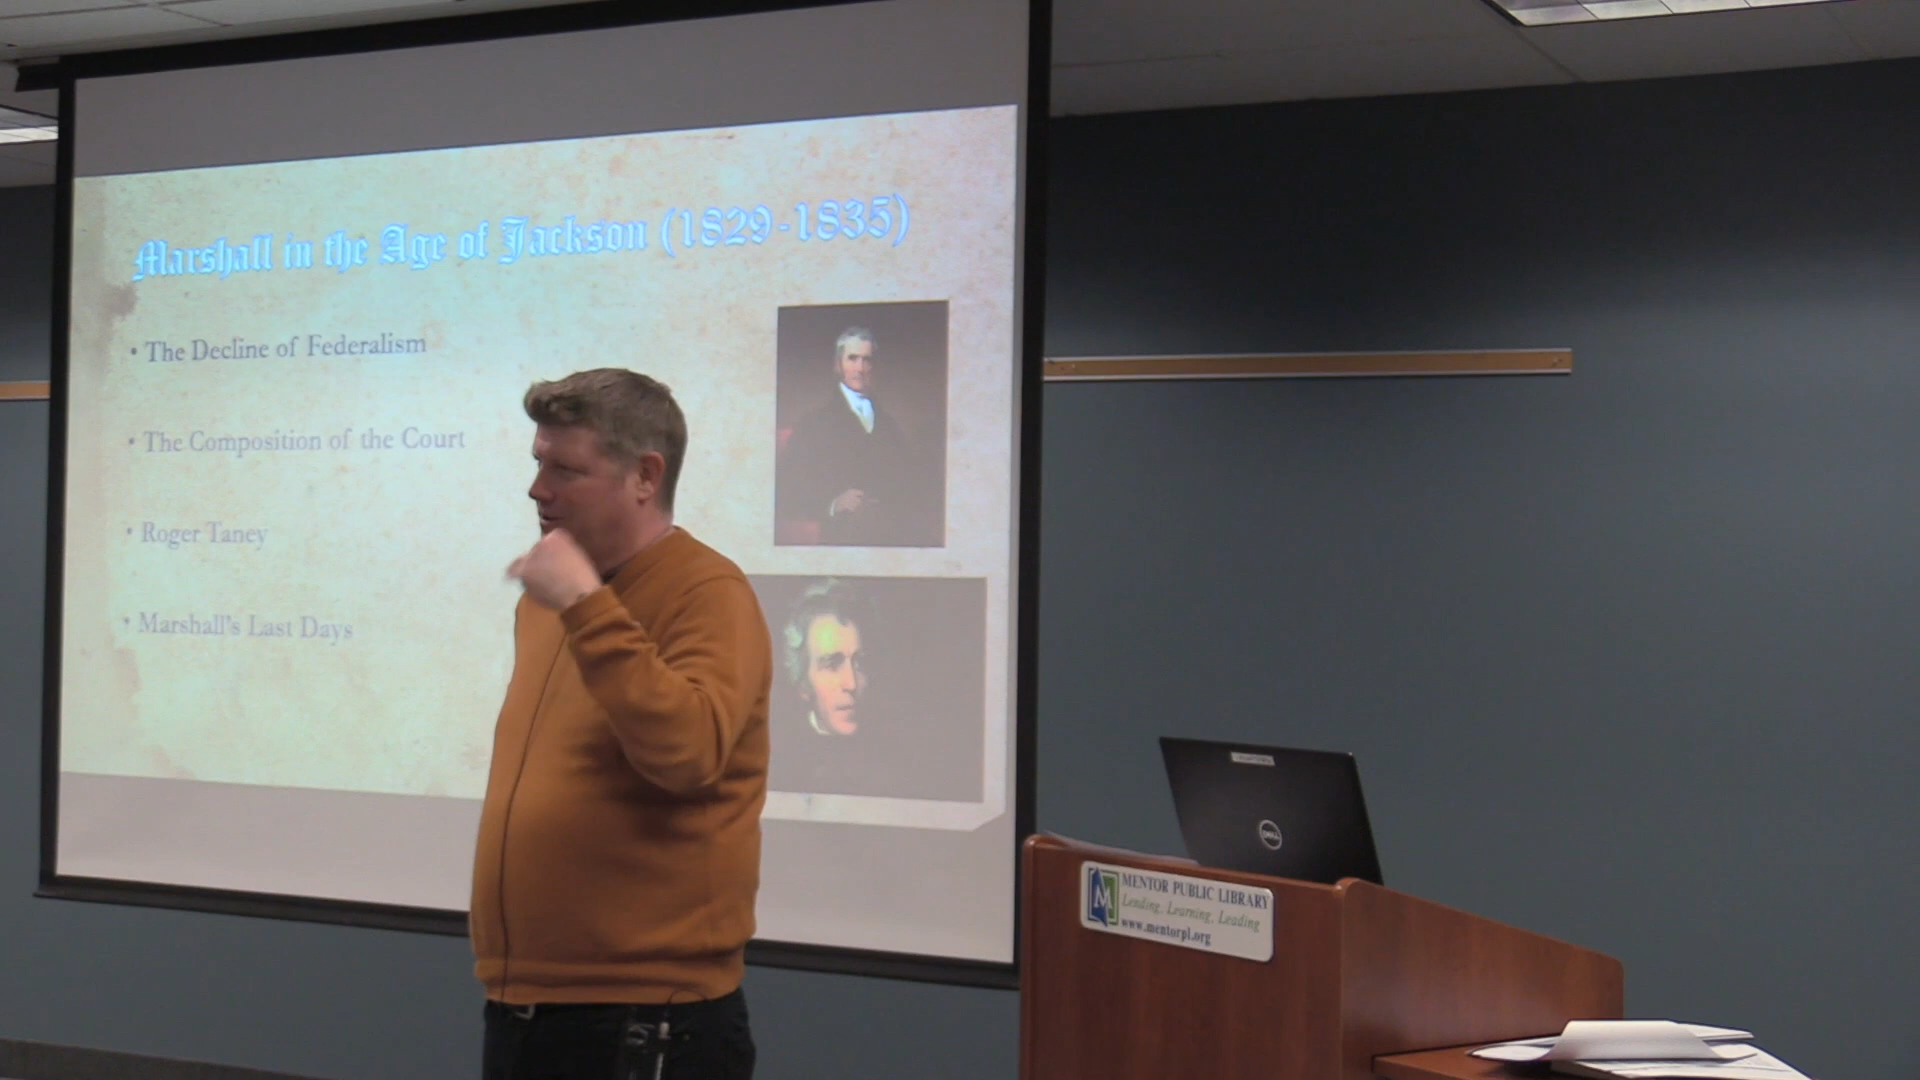 Marshall in the Age of Jackson (1829-1835)
• The Decline of Federalism
• The Composition of the Court
• Roger Taney
• Marshall's Last Days
DELL
M
MENTOR PUBLIC LIBRARY
Lending, Learning, Leading
www.mentorpl.org